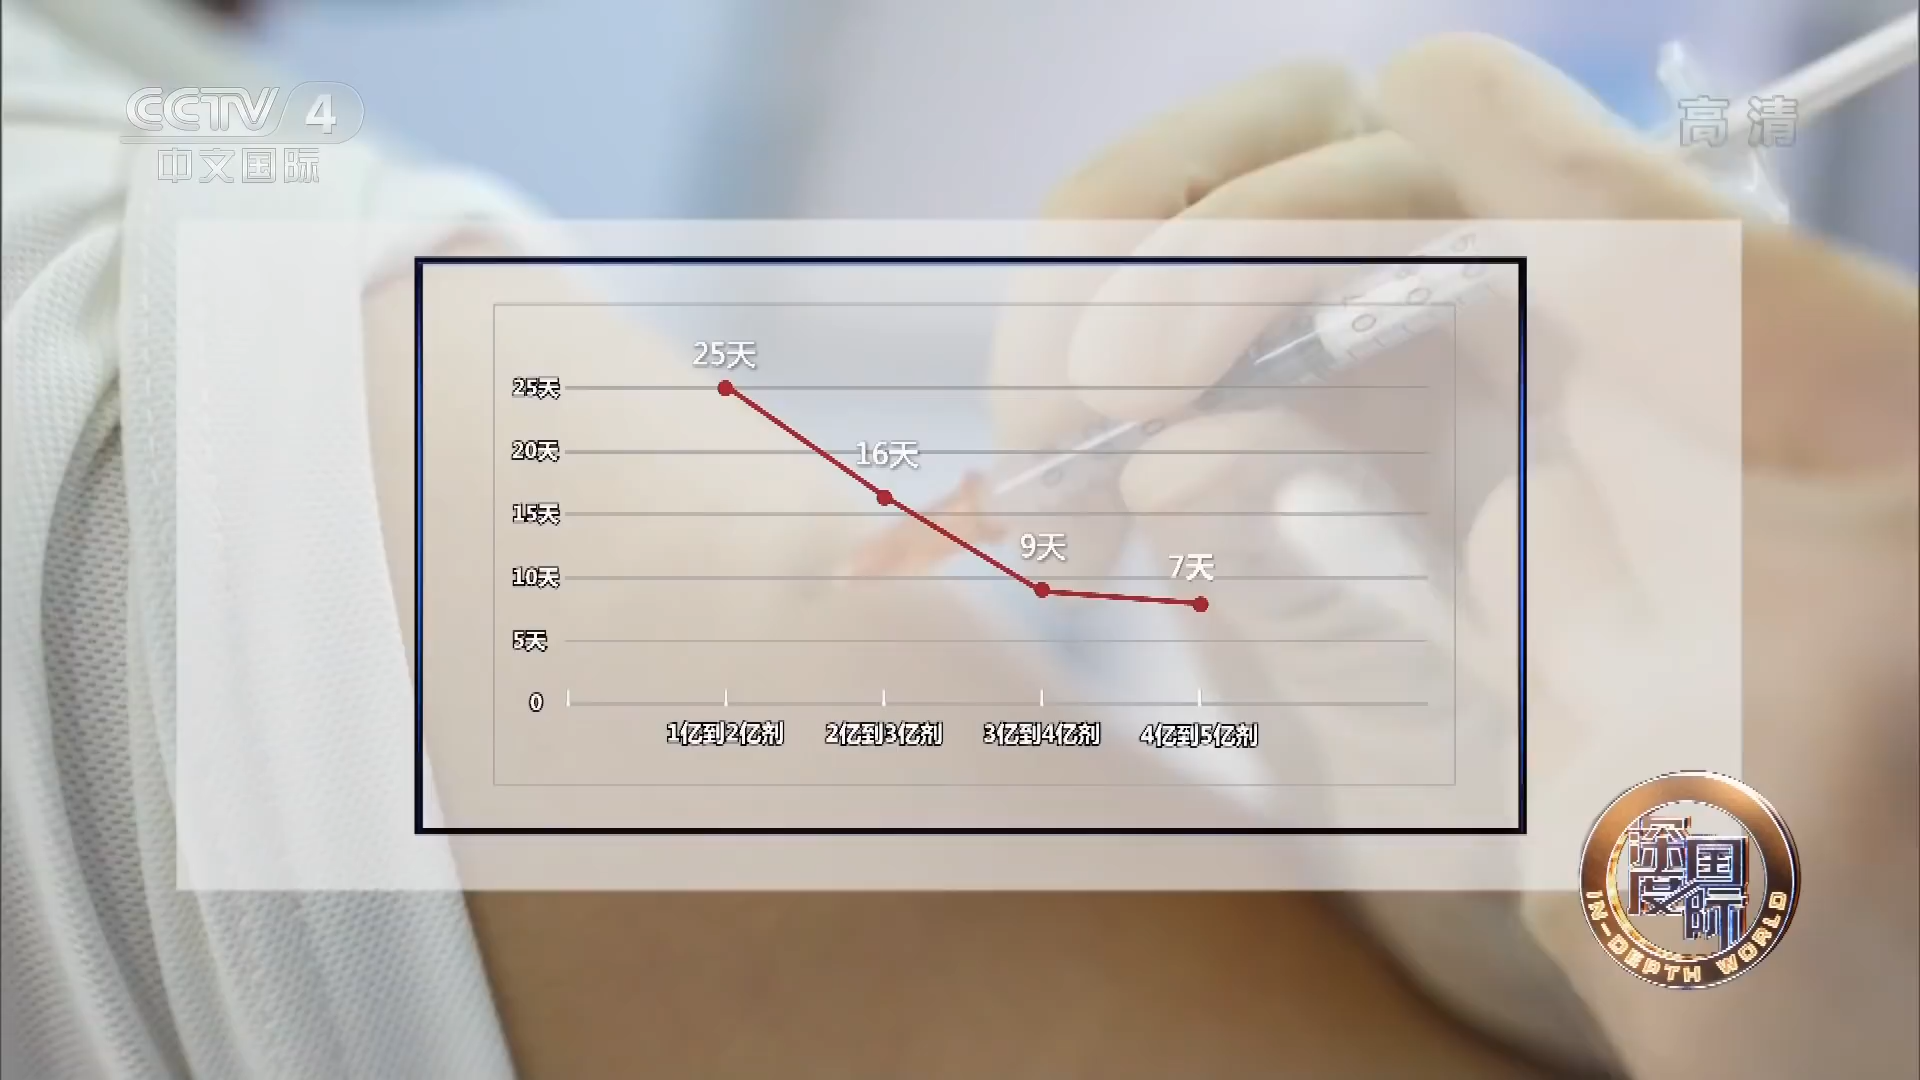 CCTV 4
中文国际
高清
25天
25天
20天
16天
15天
9天
10天
7天
5天
0
1亿到2亿剂
2亿到3亿剂
3亿到4亿剂
4亿到5亿剂
深度国际
IN-DEPTH WORLD